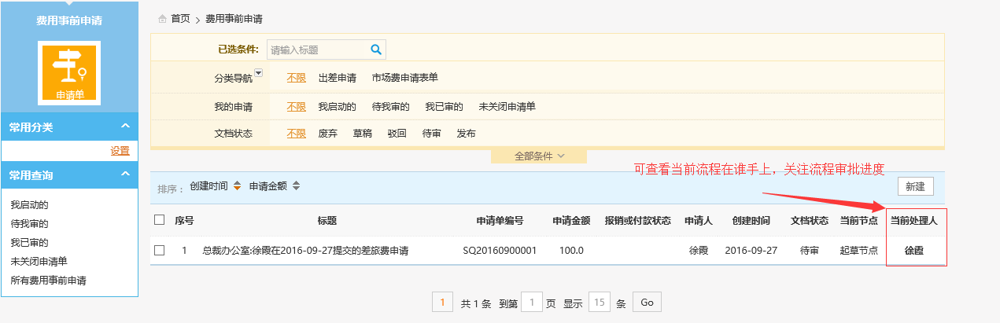 费用事前申请
申请单
常用分类
设置
常用查询
我启动的
待我审的
我已审的
未关闭申清单
所有费用事前申请
首页 > 费用事前申请
已选条件: 请输入标题
分类导航 不限 出差申请 市场费申请表单
我的申请 不限 我启动的 待我审的 我已审的 未关闭申清单
文档状态 不限 废弃 草稿 驳回 待审 发布
全部条件
可查看当前流程在谁手上，关注流程审批进度
排序： 创建时间 申请金额 新建
序号 标题 申请单编号 申请金额 报销或付款状态 申请人 创建时间 文档状态 当前节点 当前处理人
1 总裁办公室:徐霞在2016-09-27提交的差旅费申请 SQ20160900001 100.0 徐霞 2016-09-27 待审 起草节点 徐霞
1 共 1 条 到第 1 页 显示 15 条 Go